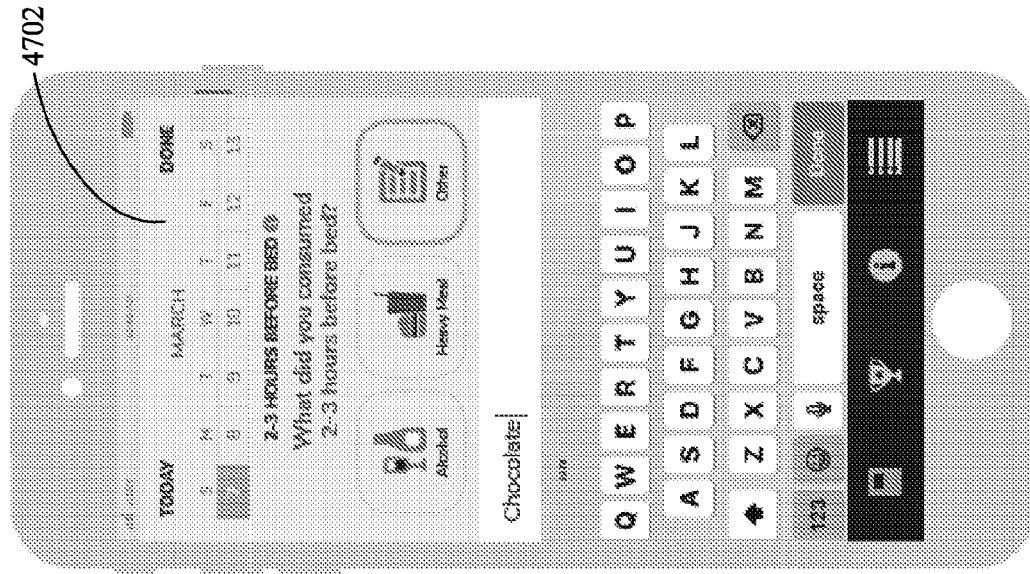 4702
TODAY MARCH DONE
S M T W T F S
8 9 10 11 12 13
2-3 HOURS BEFORE BED
What did you consumed
2-3 hours before bed?
Alcohol Heavy Meal Other
Chocolate
Q W E R T Y U I O P
A S D F G H J K L
Z X C V B N M
123 space